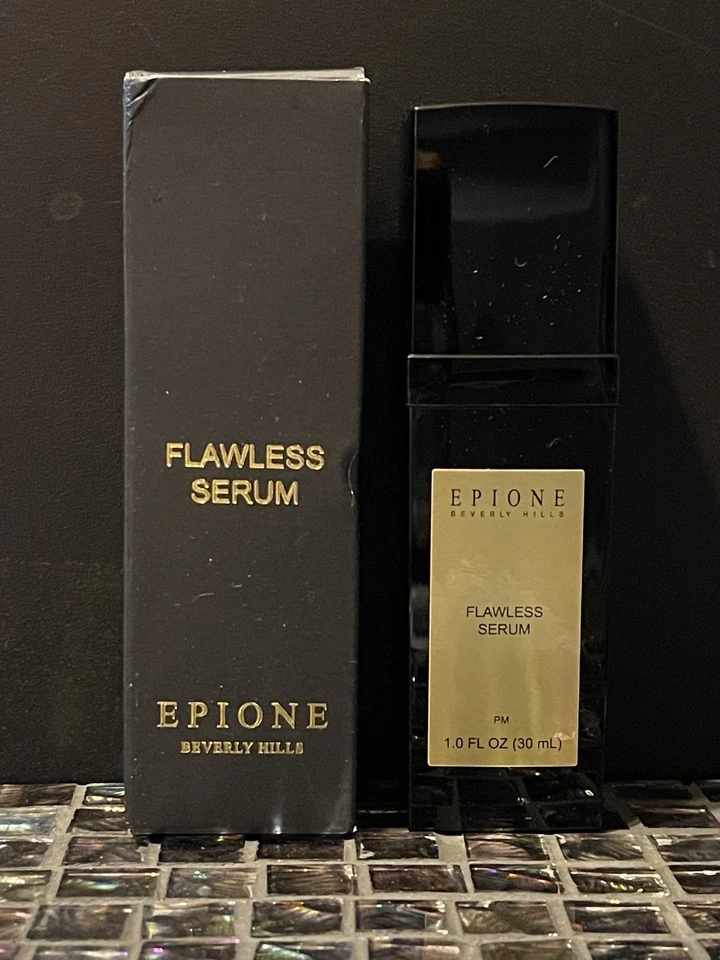 FLAWLESS
SERUM
EPIONE
BEVERLY HILLS
EPIONE
BEVERLY HILLS
FLAWLESS
SERUM
PM
1.0 FL OZ (30 mL)